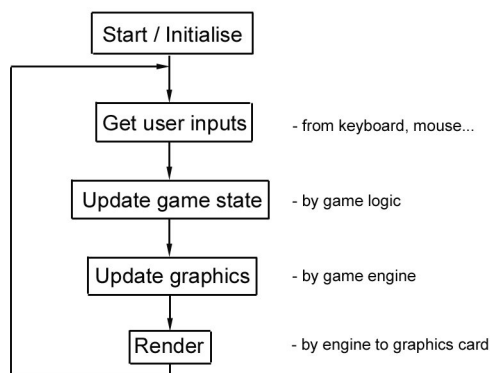 Start / Initialise
Get user inputs
- from keyboard, mouse...
Update game state
- by game logic
Update graphics
- by game engine
Render
- by engine to graphics card